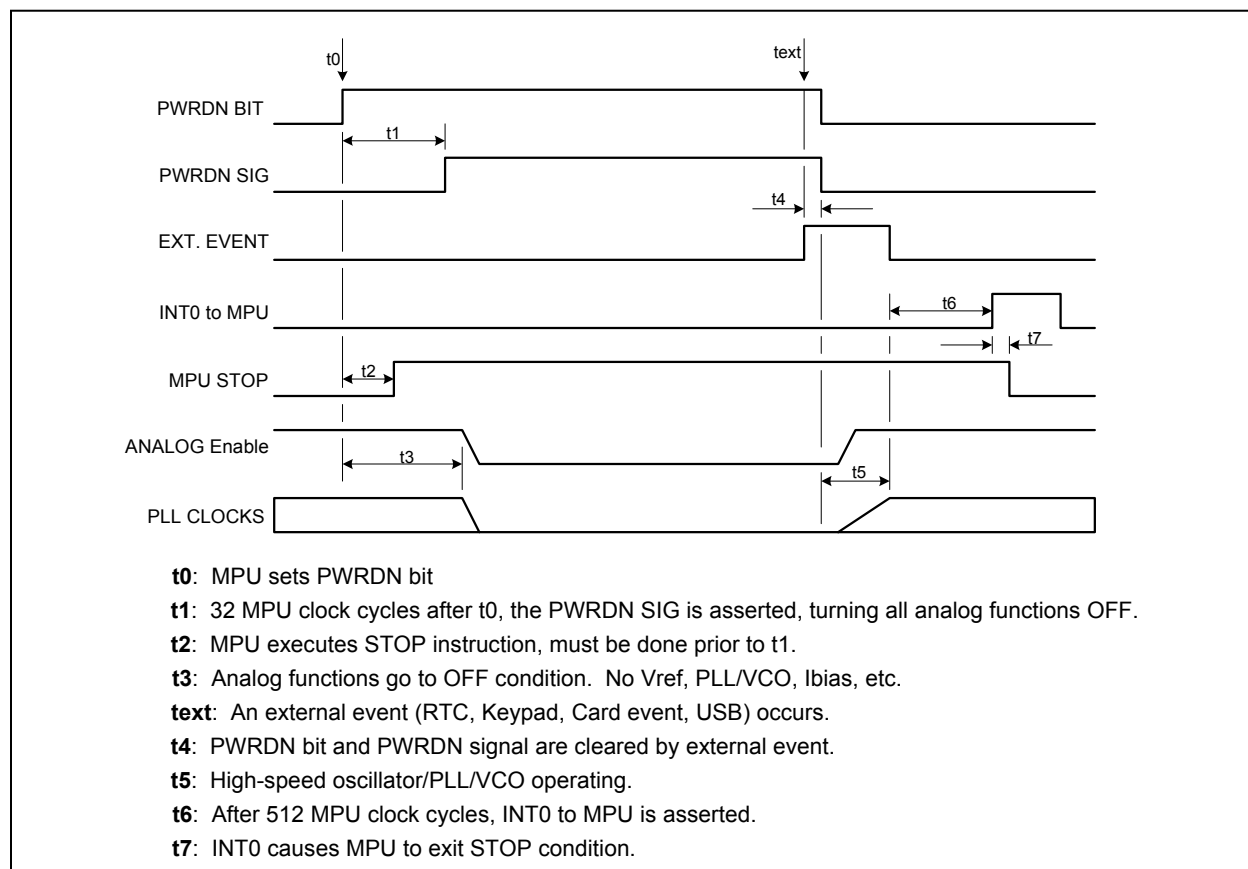 t0
text
PWRDN BIT
t1
PWRDN SIG
t4
EXT. EVENT
t6
INT0 to MPU
t7
t2
MPU STOP
ANALOG Enable
t3
t5
PLL CLOCKS
t0: MPU sets PWRDN bit
t1: 32 MPU clock cycles after t0, the PWRDN SIG is asserted, turning all analog functions OFF.
t2: MPU executes STOP instruction, must be done prior to t1.
t3: Analog functions go to OFF condition. No Vref, PLL/VCO, Ibias, etc.
text: An external event (RTC, Keypad, Card event, USB) occurs.
t4: PWRDN bit and PWRDN signal are cleared by external event.
t5: High-speed oscillator/PLL/VCO operating.
t6: After 512 MPU clock cycles, INT0 to MPU is asserted.
t7: INT0 causes MPU to exit STOP condition.